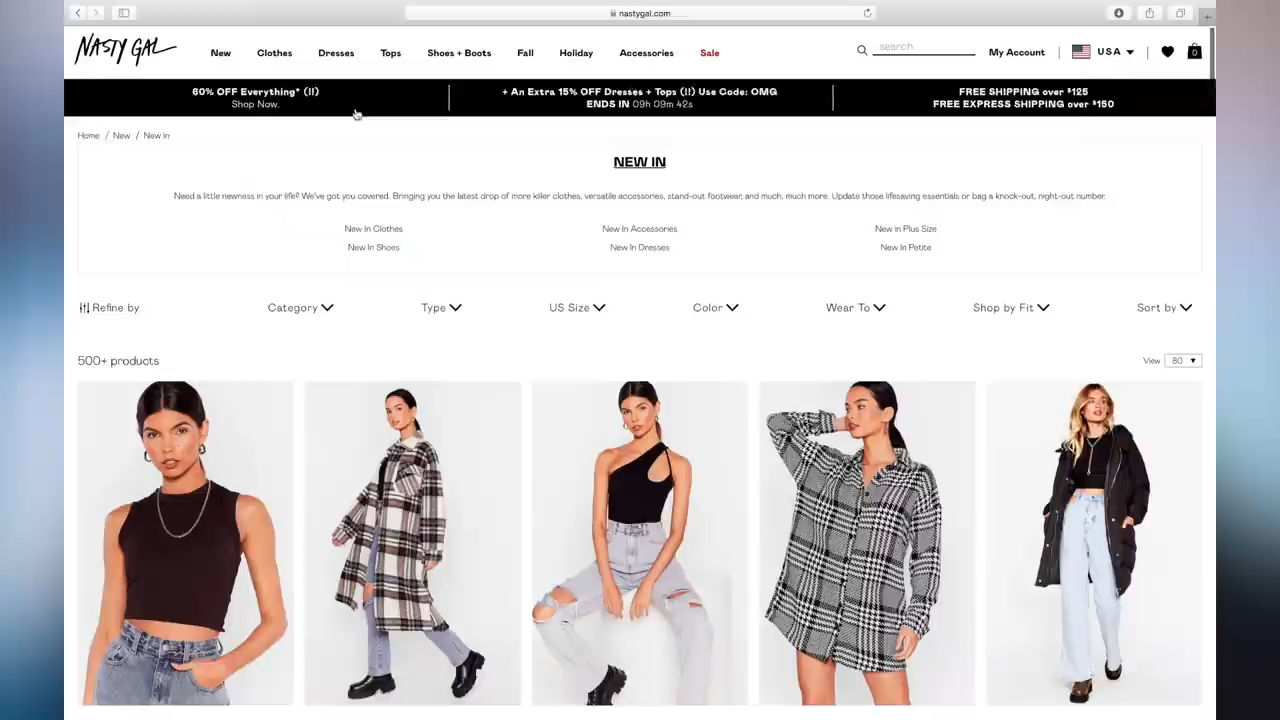 nastygal.com
NASTY GAL
New Clothes Dresses Tops Shoes + Boots Fall Holiday Accessories Sale
search
My Account
USA
0
60% OFF Everything* (!!)
Shop Now.
+ An Extra 15% OFF Dresses + Tops (!!) Use Code: OMG
ENDS IN 09h 09m 42s
FREE SHIPPING over $125
FREE EXPRESS SHIPPING over $150
Home / New / New in
NEW IN
Need a little newness in your life? We've got you covered. Bringing you the latest drop of more killer clothes, versatile accessories, stand-out footwear, and much, much more. Update those lifesaving essentials or bag a knock-out, night-out number.
New In Clothes New In Accessories New in Plus Size
New In Shoes New In Dresses New In Petite
Refine by Category Type US Size Color Wear To Shop by Fit Sort by
500+ products
View 80